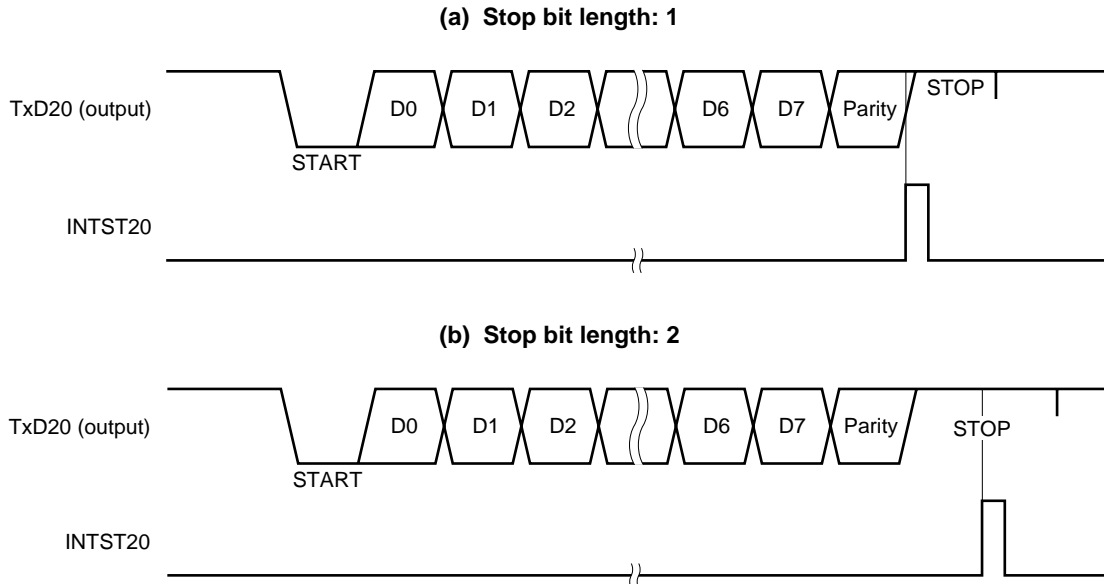 (a) Stop bit length: 1
TxD20 (output)
D0 D1 D2 D6 D7 Parity STOP
START
INTST20
(b) Stop bit length: 2
TxD20 (output)
D0 D1 D2 D6 D7 Parity STOP
START
INTST20